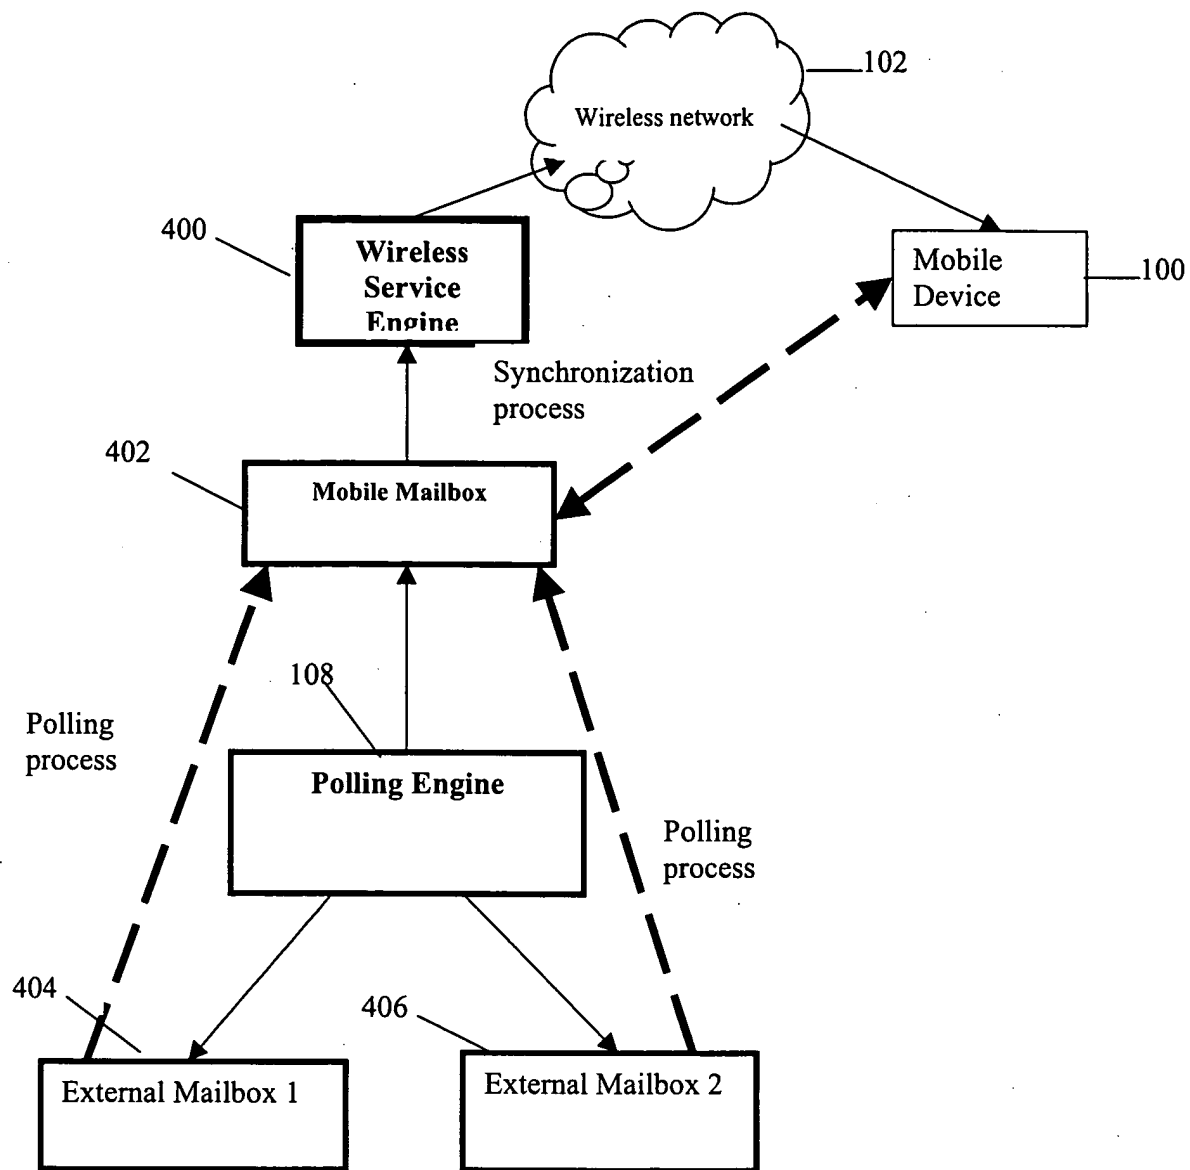 102
Wireless network
400
Wireless
Service
Engine
Mobile
Device
100
Synchronization
process
402
Mobile Mailbox
108
Polling
process
Polling Engine
Polling
process
404
406
External Mailbox 1
External Mailbox 2